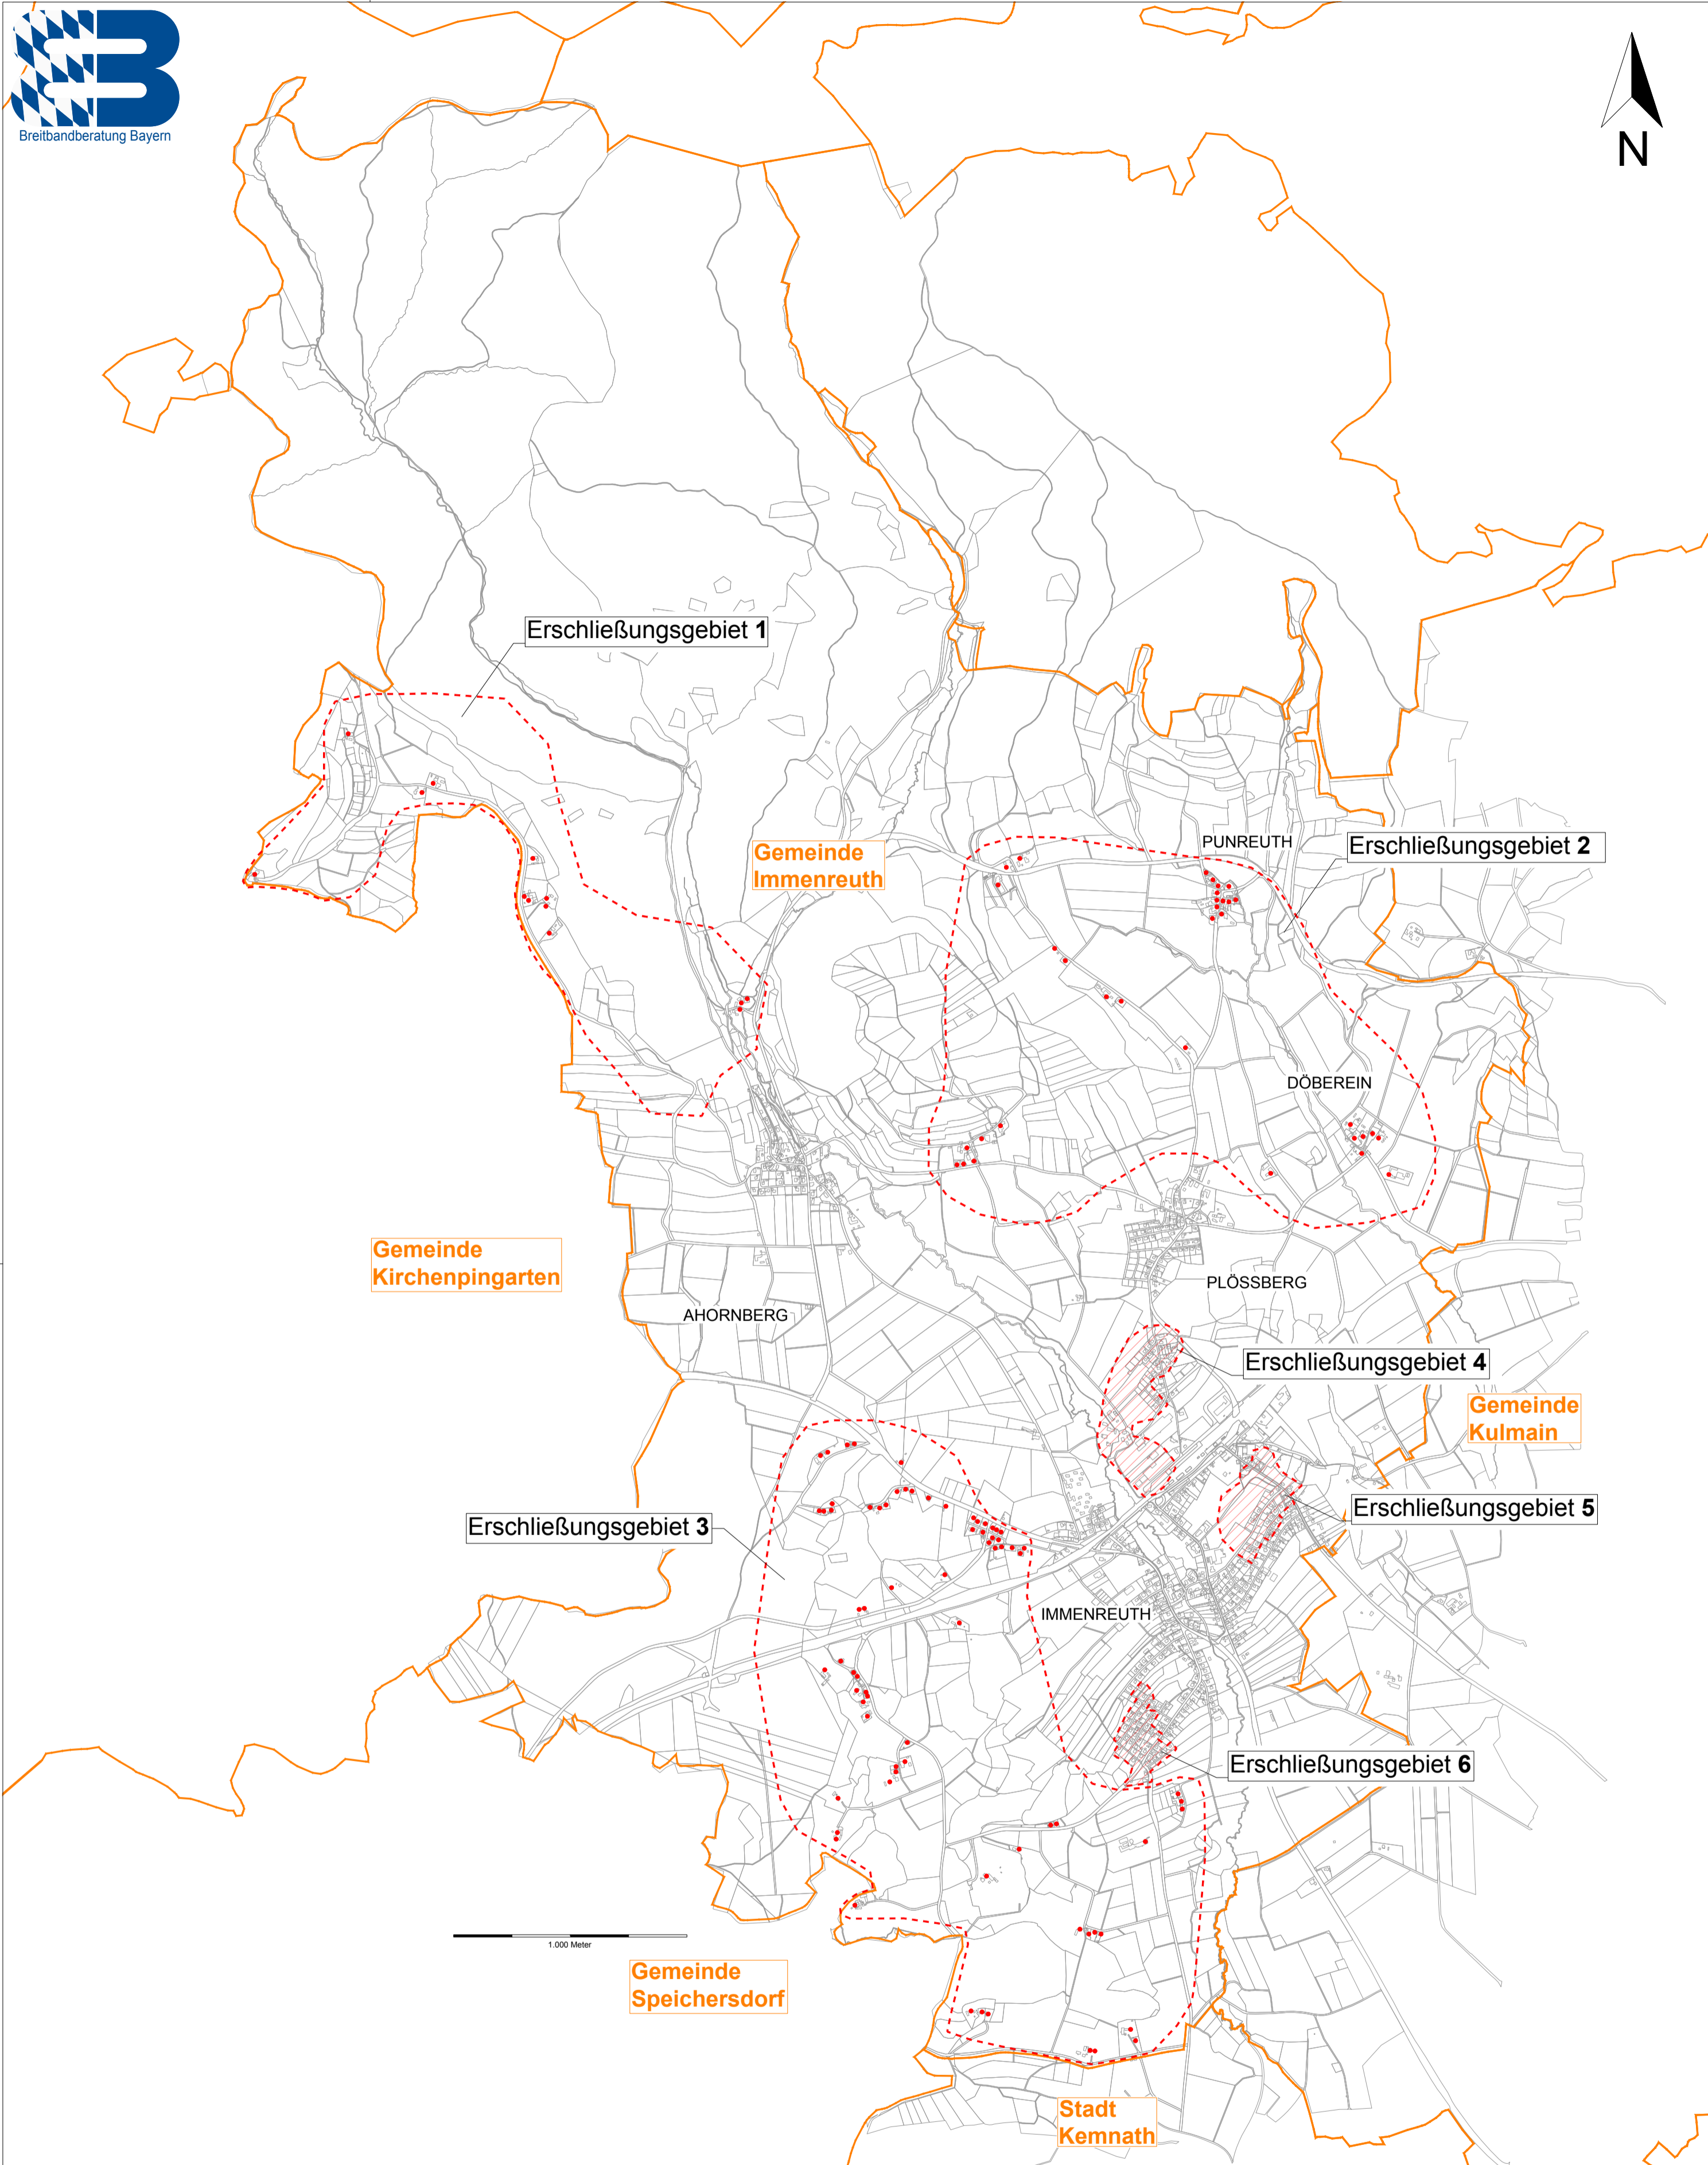 Breitbandberatung Bayern
N
Erschließungsgebiet 1
PUNREUTH
Erschließungsgebiet 2
Gemeinde
Immenreuth
DÖBEREIN
Gemeinde
Kirchenpingarten
PLÖSSBERG
AHORNBERG
Erschließungsgebiet 4
Gemeinde
Kulmain
Erschließungsgebiet 5
Erschließungsgebiet 3
IMMENREUTH
Erschließungsgebiet 6
1.000 Meter
Gemeinde
Speichersdorf
Stadt
Kemnath